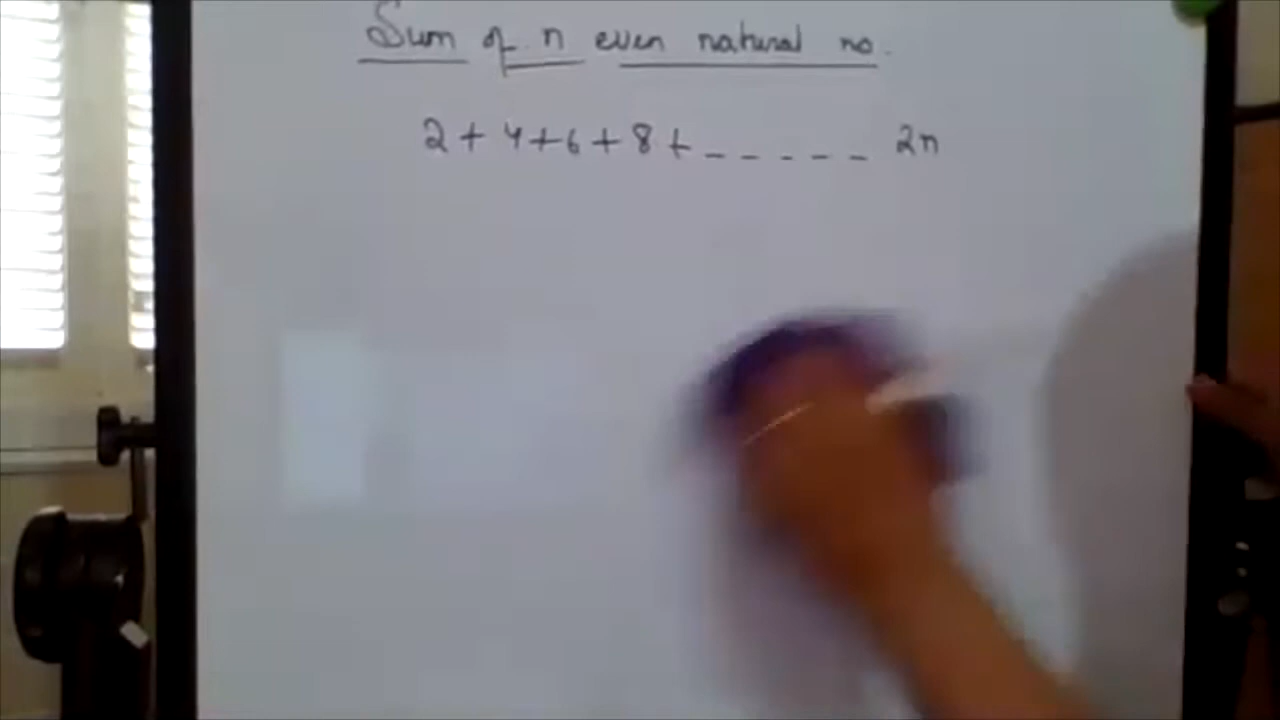 Sum of n even natural no.
2 + 4 + 6 + 8 + _ _ _ _ _ 2n